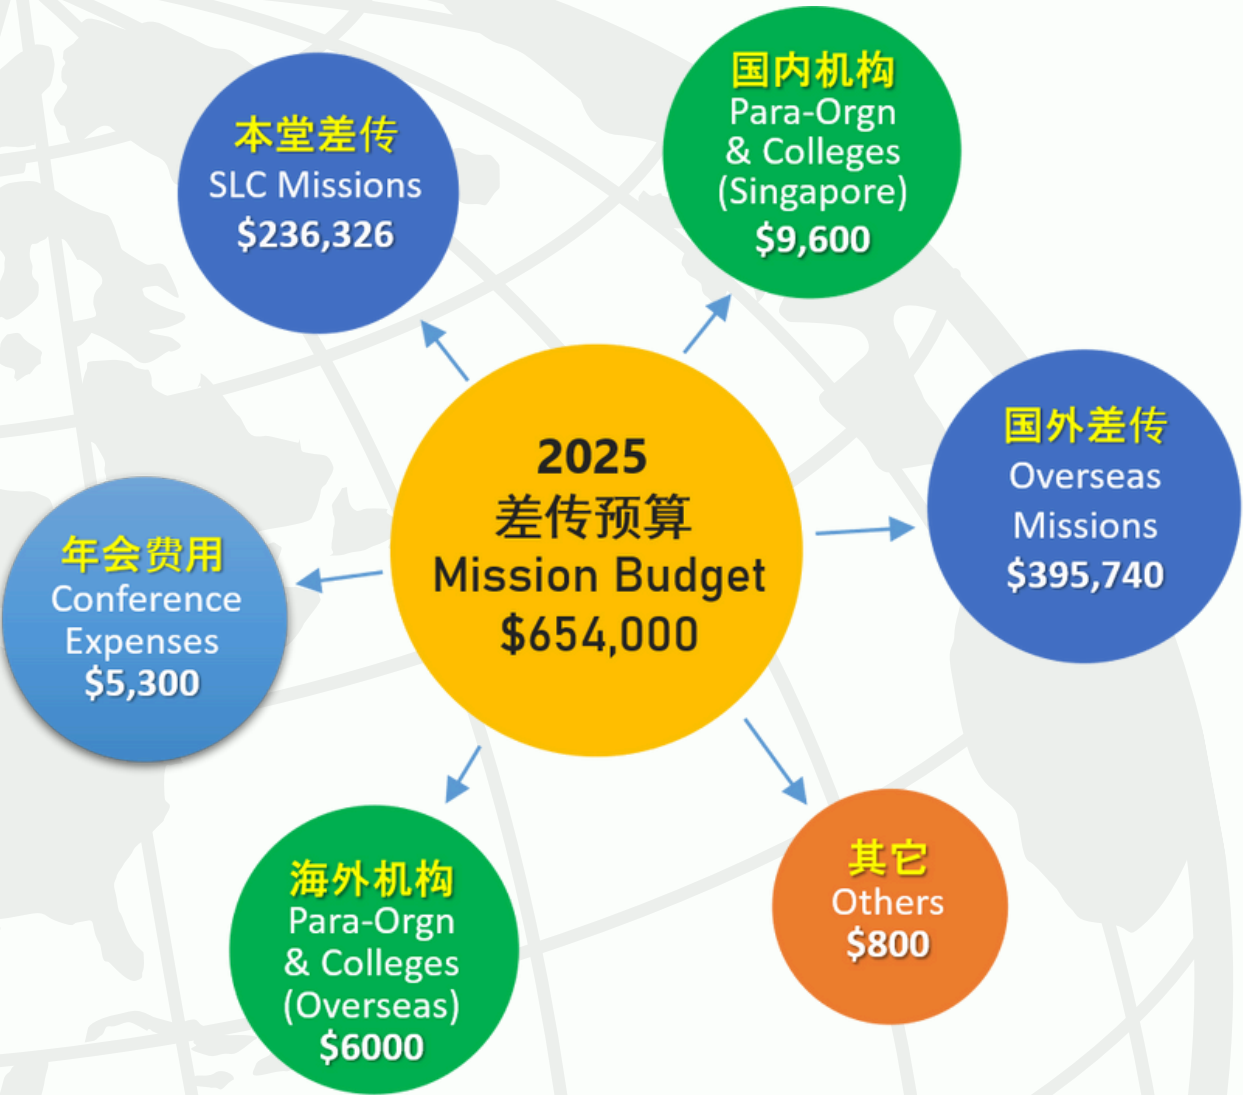 本堂差传
SLC Missions
$236,326
国内机构
Para-Orgn
& Colleges
(Singapore)
$9,600
2025
差传预算
Mission Budget
$654,000
国外差传
Overseas
Missions
$395,740
年会费用
Conference
Expenses
$5,300
海外机构
Para-Orgn
& Colleges
(Overseas)
$6000
其它
Others
$800